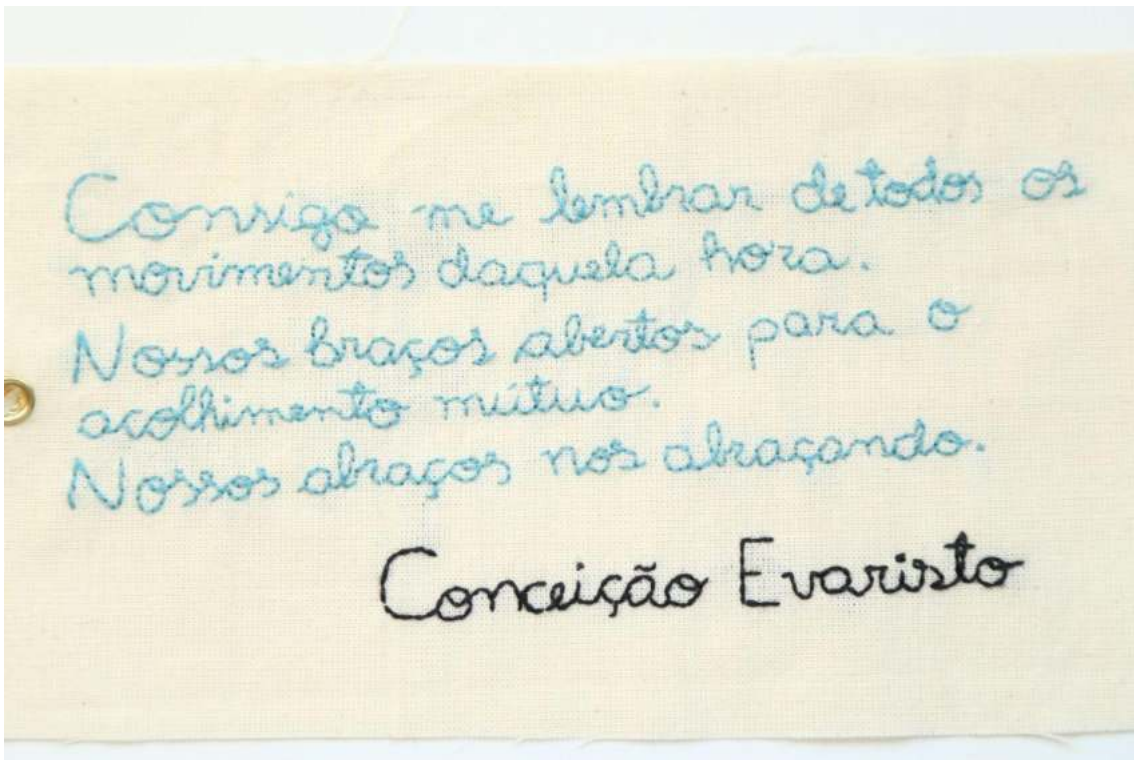 Consigo me lembrar de todos os
movimentos daquela hora.
Nossos braços abertos para o
acolhimento mútuo.
Nossos abraços nos abraçando.
Conceição Evaristo